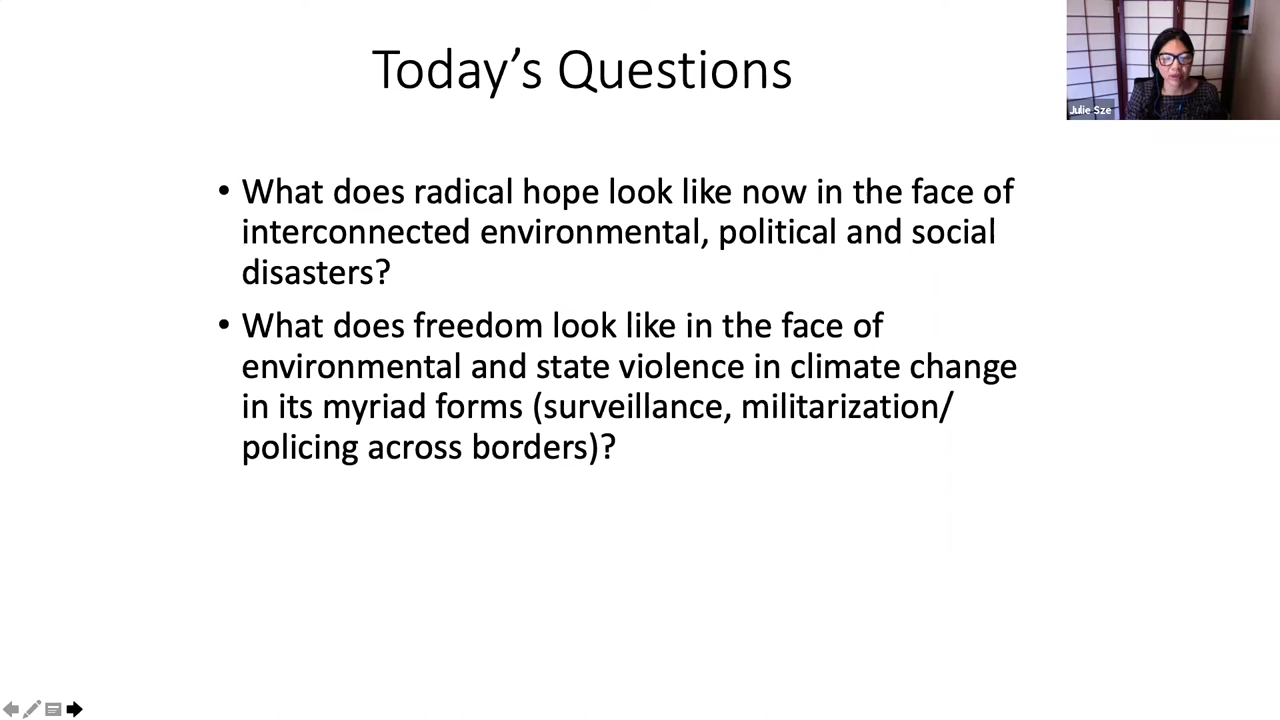 Today’s Questions
Julie Sze
• What does radical hope look like now in the face of
interconnected environmental, political and social
disasters?
• What does freedom look like in the face of
environmental and state violence in climate change
in its myriad forms (surveillance, militarization/
policing across borders)?